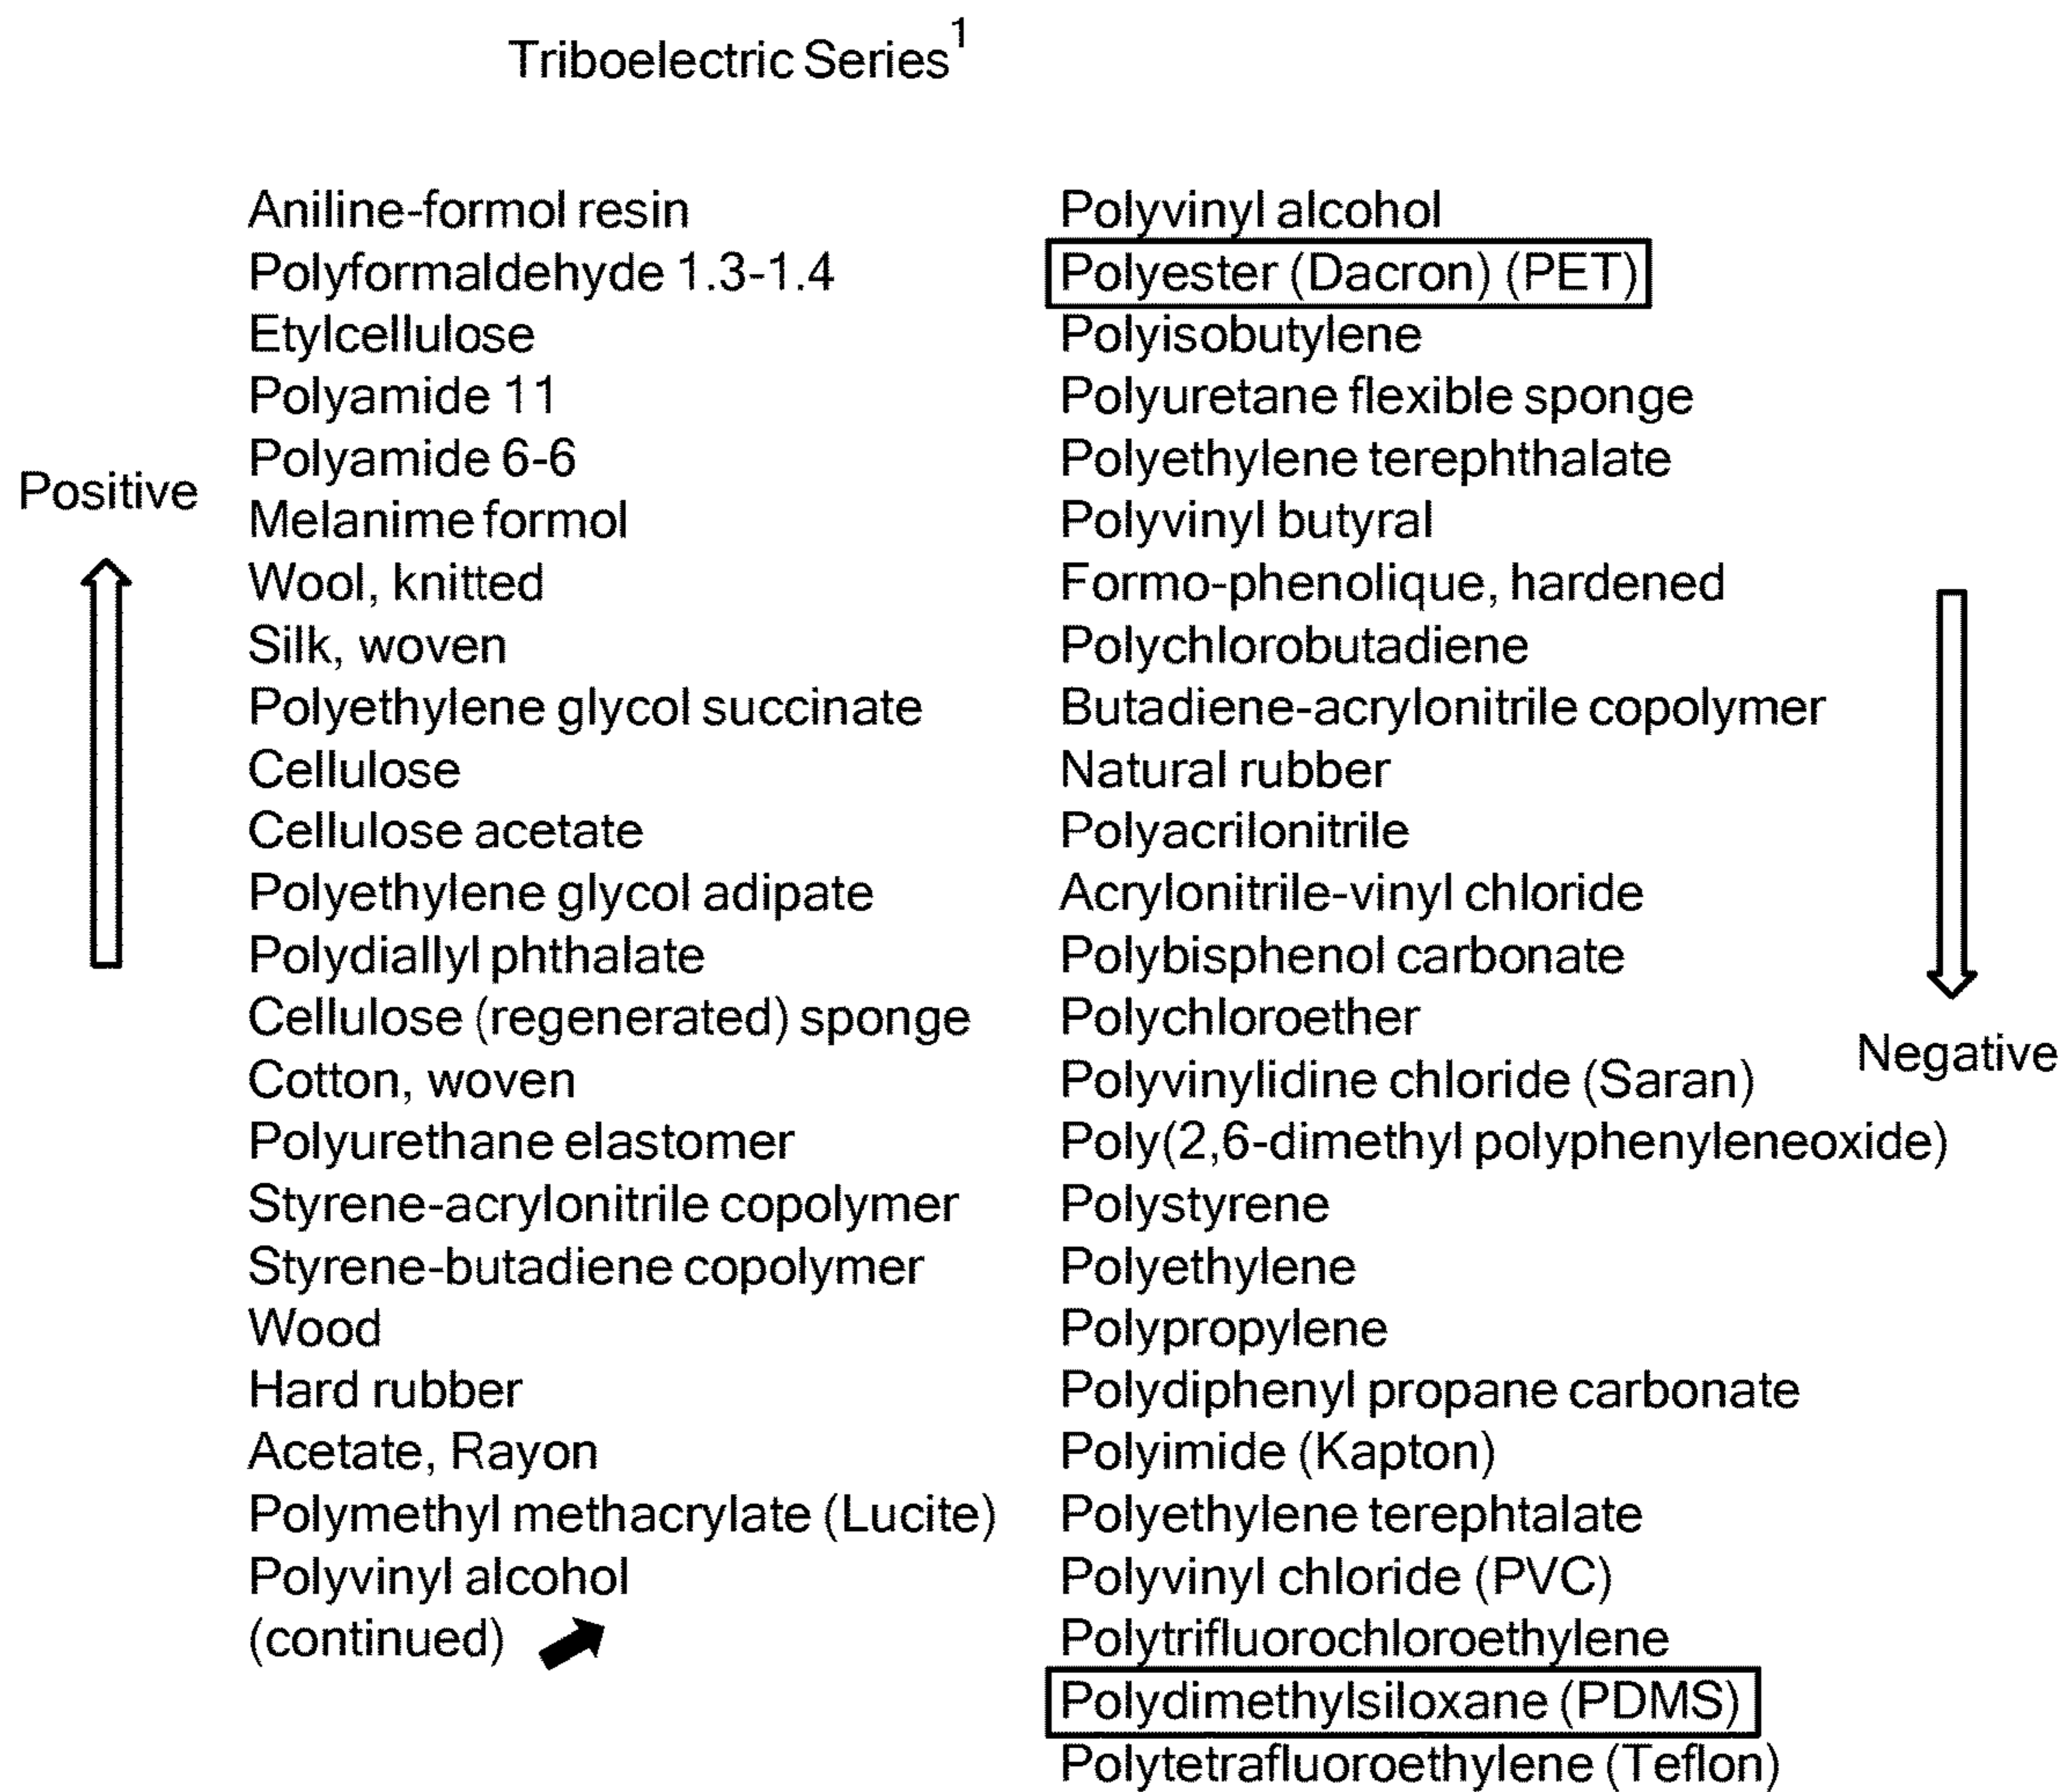 Triboelectric Series¹
Positive
Aniline-formol resin
Polyformaldehyde 1.3-1.4
Etylcellulose
Polyamide 11
Polyamide 6-6
Melanime formol
Wool, knitted
Silk, woven
Polyethylene glycol succinate
Cellulose
Cellulose acetate
Polyethylene glycol adipate
Polydiallyl phthalate
Cellulose (regenerated) sponge
Cotton, woven
Polyurethane elastomer
Styrene-acrylonitrile copolymer
Styrene-butadiene copolymer
Wood
Hard rubber
Acetate, Rayon
Polymethyl methacrylate (Lucite)
Polyvinyl alcohol
(continued)
Polyvinyl alcohol
Polyester (Dacron) (PET)
Polyisobutylene
Polyuretane flexible sponge
Polyethylene terephthalate
Polyvinyl butyral
Formo-phenolique, hardened
Polychlorobutadiene
Butadiene-acrylonitrile copolymer
Natural rubber
Polyacrilonitrile
Acrylonitrile-vinyl chloride
Polybisphenol carbonate
Polychloroether
Polyvinylidine chloride (Saran)
Poly(2,6-dimethyl polyphenyleneoxide)
Polystyrene
Polyethylene
Polypropylene
Polydiphenyl propane carbonate
Polyimide (Kapton)
Polyethylene terephtalate
Polyvinyl chloride (PVC)
Polytrifluorochloroethylene
Polydimethylsiloxane (PDMS)
Polytetrafluoroethylene (Teflon)
Negative